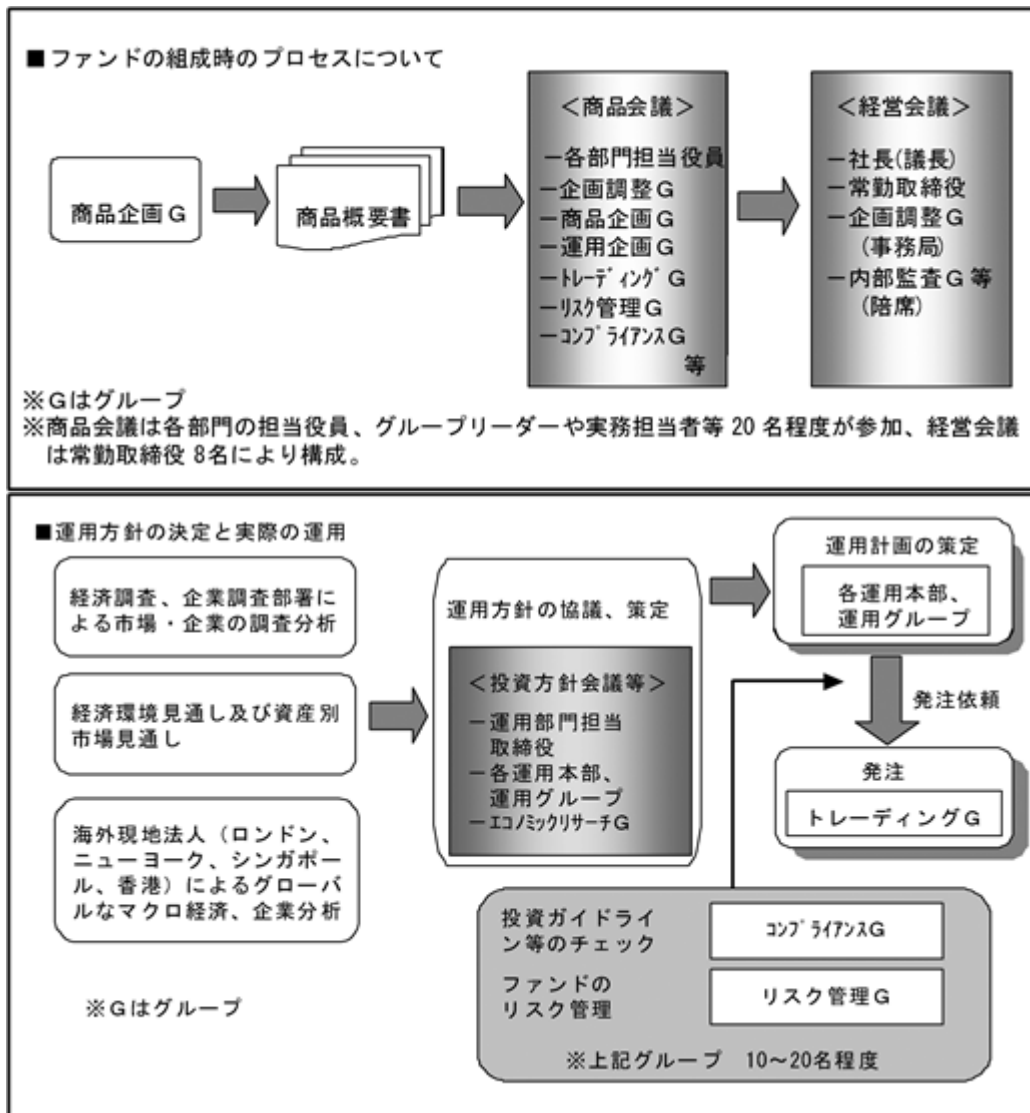 ■ファンドの組成時のプロセスについて
商品企画G
商品概要書
＜商品会議＞
－各部門担当役員
－企画調整G
－商品企画G
－運用企画G
－ﾄﾚｰﾃﾞｨﾝｸﾞG
－ﾘｽｸ管理G
－ｺﾝﾌﾟﾗｲｱﾝｽG
等
＜経営会議＞
－社長(議長)
－常勤取締役
－企画調整G
(事務局)
－内部監査G等
(陪席)
※Gはグループ
※商品会議は各部門の担当役員、グループリーダーや実務担当者等 20 名程度が参加、経営会議
は常勤取締役 8名により構成。
■運用方針の決定と実際の運用
経済調査、企業調査部署に
よる市場・企業の調査分析
経済環境見通し及び資産別
市場見通し
海外現地法人（ロンドン、
ニューヨーク、シンガポー
ル、香港）によるグローバ
ルなマクロ経済、企業分析
※Gはグループ
運用方針の協議、策定
＜投資方針会議等＞
－運用部門担当
取締役
－各運用本部、
運用グループ
－ｴｺﾉﾐｯｸﾘｻｰﾁG
運用計画の策定
各運用本部、
運用グループ
発注依頼
発注
トレーディングG
投資ガイドライ
ン等のチェック
ｺﾝﾌﾟﾗｲｱﾝｽG
ファンドの
リスク管理
リスク管理G
※上記グループ　10～20名程度